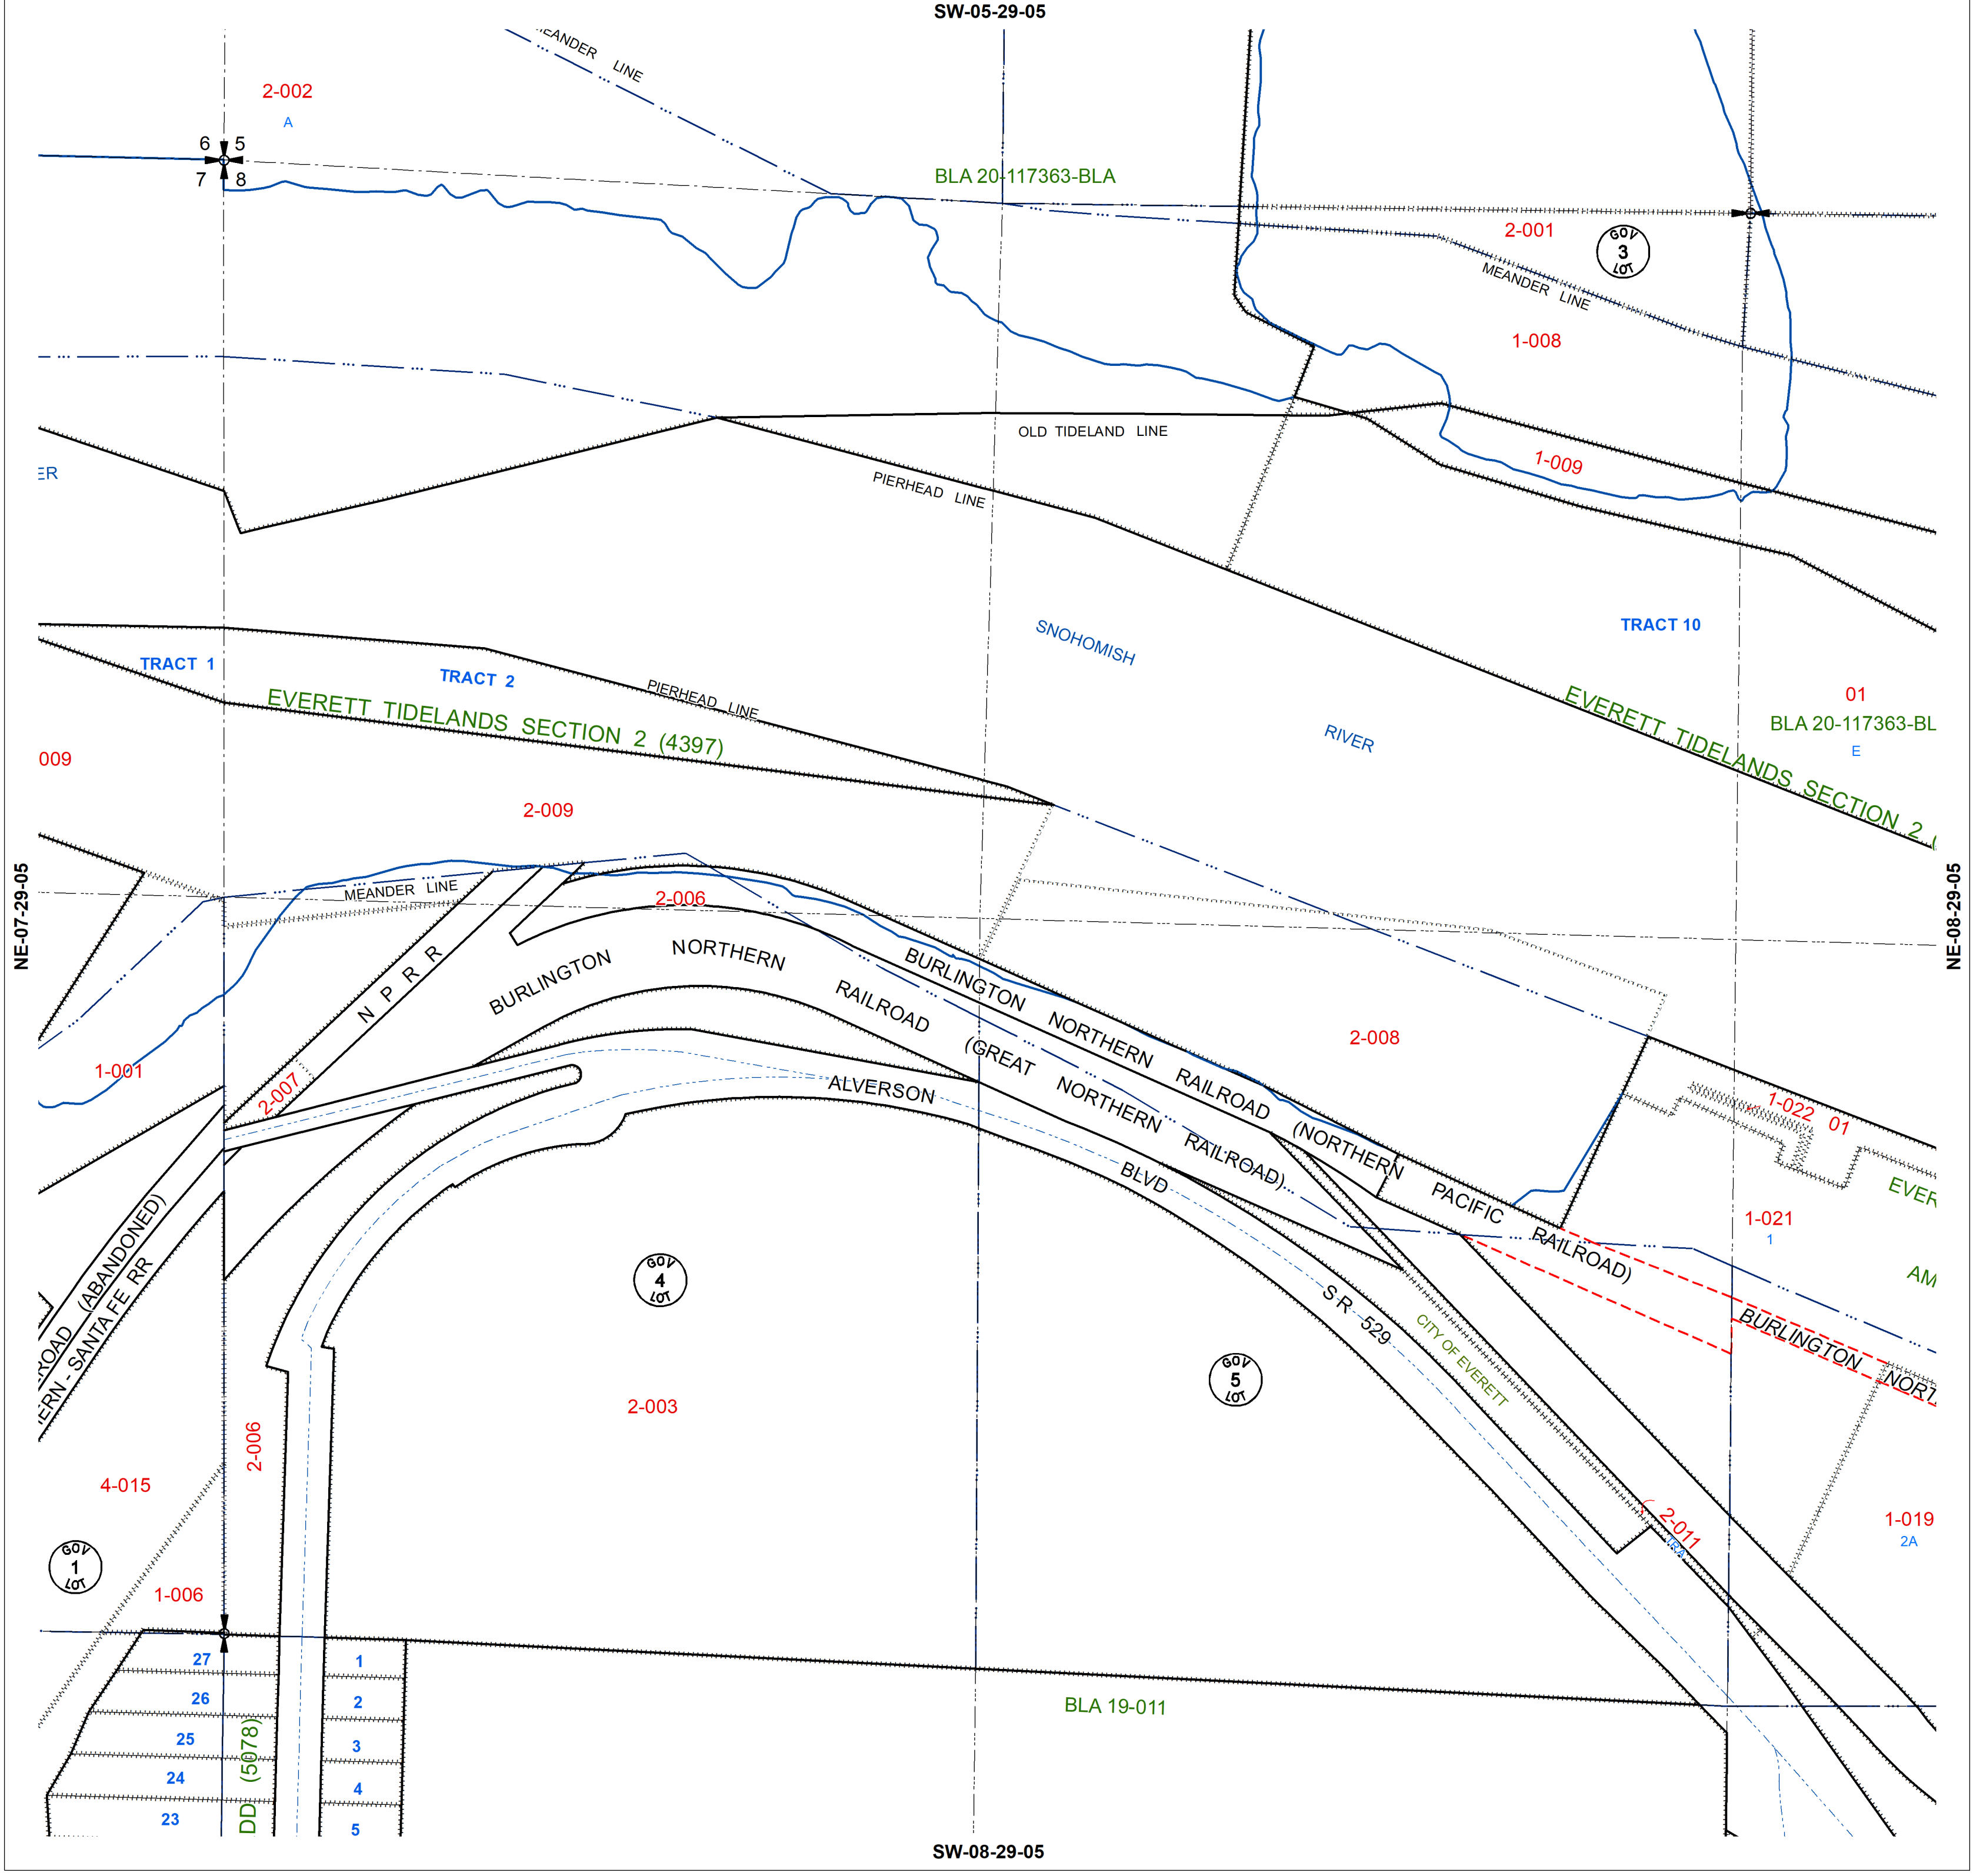 SW-05-29-05
MEANDER LINE
2-002
A
6 5
7 8
BLA 20-117363-BLA
2-001
GOV
3
LOT
MEANDER LINE
1-008
OLD TIDELAND LINE
1-009
ER
PIERHEAD LINE
TRACT 10
SNOHOMISH
TRACT 1
TRACT 2
PIERHEAD LINE
EVERETT TIDELANDS SECTION 2 (4397)
01
BLA 20-117363-BL
E
EVERETT TIDELANDS SECTION 2 (
RIVER
009
2-009
NE-07-29-05
NE-08-29-05
MEANDER LINE
2-006
N P R R
BURLINGTON NORTHERN RAILROAD (GREAT NORTHERN RAILROAD)
BURLINGTON NORTHERN RAILROAD (NORTHERN PACIFIC RAILROAD)
2-008
1-001
2-007
ALVERSON BLVD
1-022
01
EVER
1-021
1
AM
ROAD (ABANDONED)
ERN - SANTA FE RR
GOV
4
LOT
S R 529
CITY OF EVERETT
BURLINGTON NORT
GOV
5
LOT
2-003
2-006
4-015
2-011
TRA
1-019
2A
GOV
1
LOT
1-006
27
26
25
24
23
DD (5078)
1
2
3
4
5
BLA 19-011
SW-08-29-05